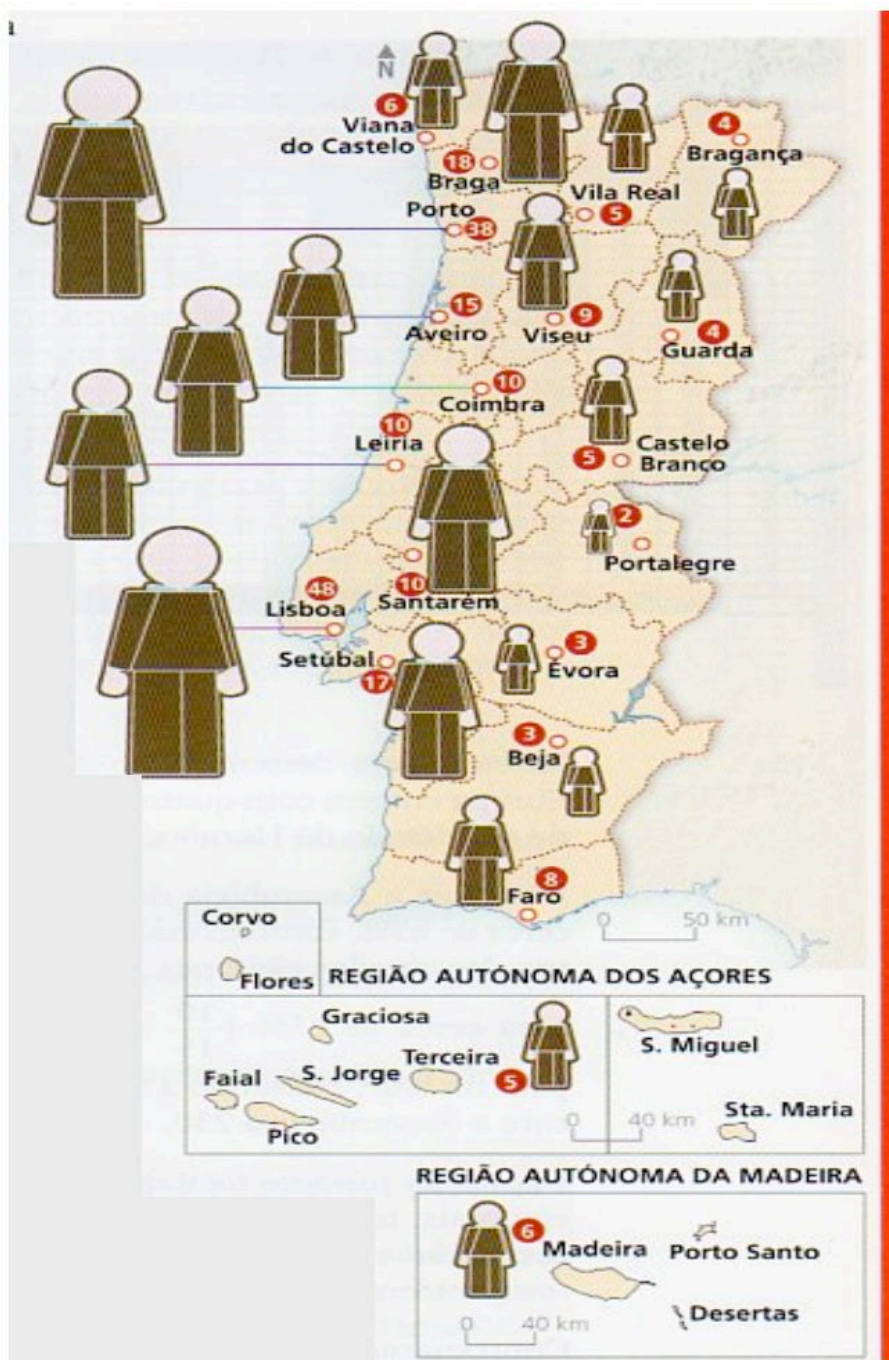 a
N
6
Viana
do Castelo
18
Braga
4
Bragança
Vila Real
5
Porto
38
15
Aveiro
9
Viseu
4
Guarda
10
Coimbra
10
Leiria
5
Castelo
Branco
2
Portalegre
48
Lisboa
10
Santarém
Setúbal
17
3
Évora
3
Beja
8
Faro
0 50 km
Corvo
Flores
REGIÃO AUTÓNOMA DOS AÇORES
Graciosa
Terceira
5
S. Jorge
Faial
Pico
S. Miguel
Sta. Maria
0 40 km
REGIÃO AUTÓNOMA DA MADEIRA
6
Madeira
Porto Santo
Desertas
0 40 km